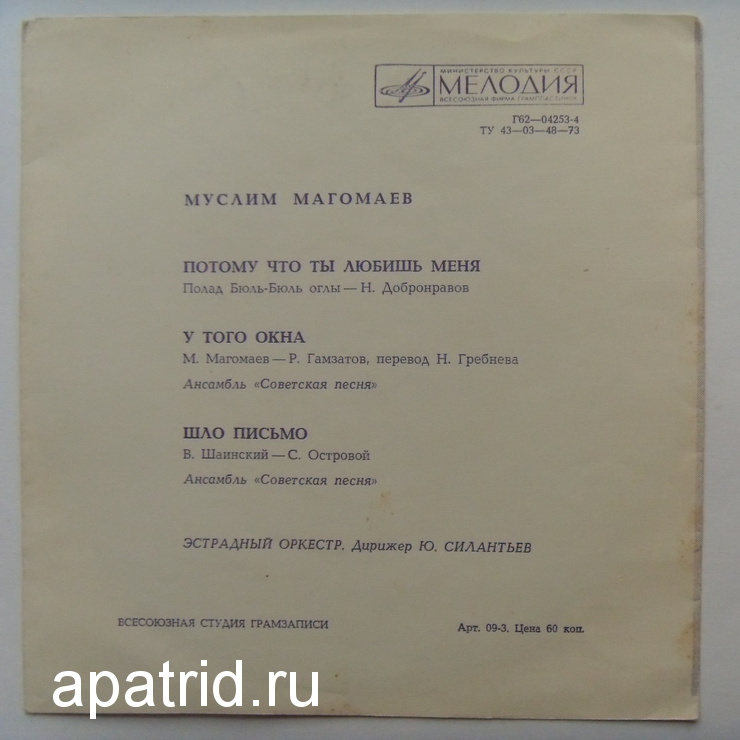 МИНИСТЕРСТВО КУЛЬТУРЫ СССР
МЕЛОДИЯ
ВСЕСОЮЗНАЯ ФИРМА ГРАМПЛАСТИНОК
Г62—04253-4
ТУ 43—03—48—73
МУСЛИМ МАГОМАЕВ
ПОТОМУ ЧТО ТЫ ЛЮБИШЬ МЕНЯ
Полад Бюль-Бюль оглы — Н. Добронравов
У ТОГО ОКНА
М. Магомаев — Р. Гамзатов, перевод Н. Гребнева
Ансамбль «Советская песня»
ШЛО ПИСЬМО
В. Шаинский — С. Островой
Ансамбль «Советская песня»
ЭСТРАДНЫЙ ОРКЕСТР. Дирижер Ю. СИЛАНТЬЕВ
ВСЕСОЮЗНАЯ СТУДИЯ ГРАМЗАПИСИ
Арт. 09-3. Цена 60 коп.
apatrid.ru